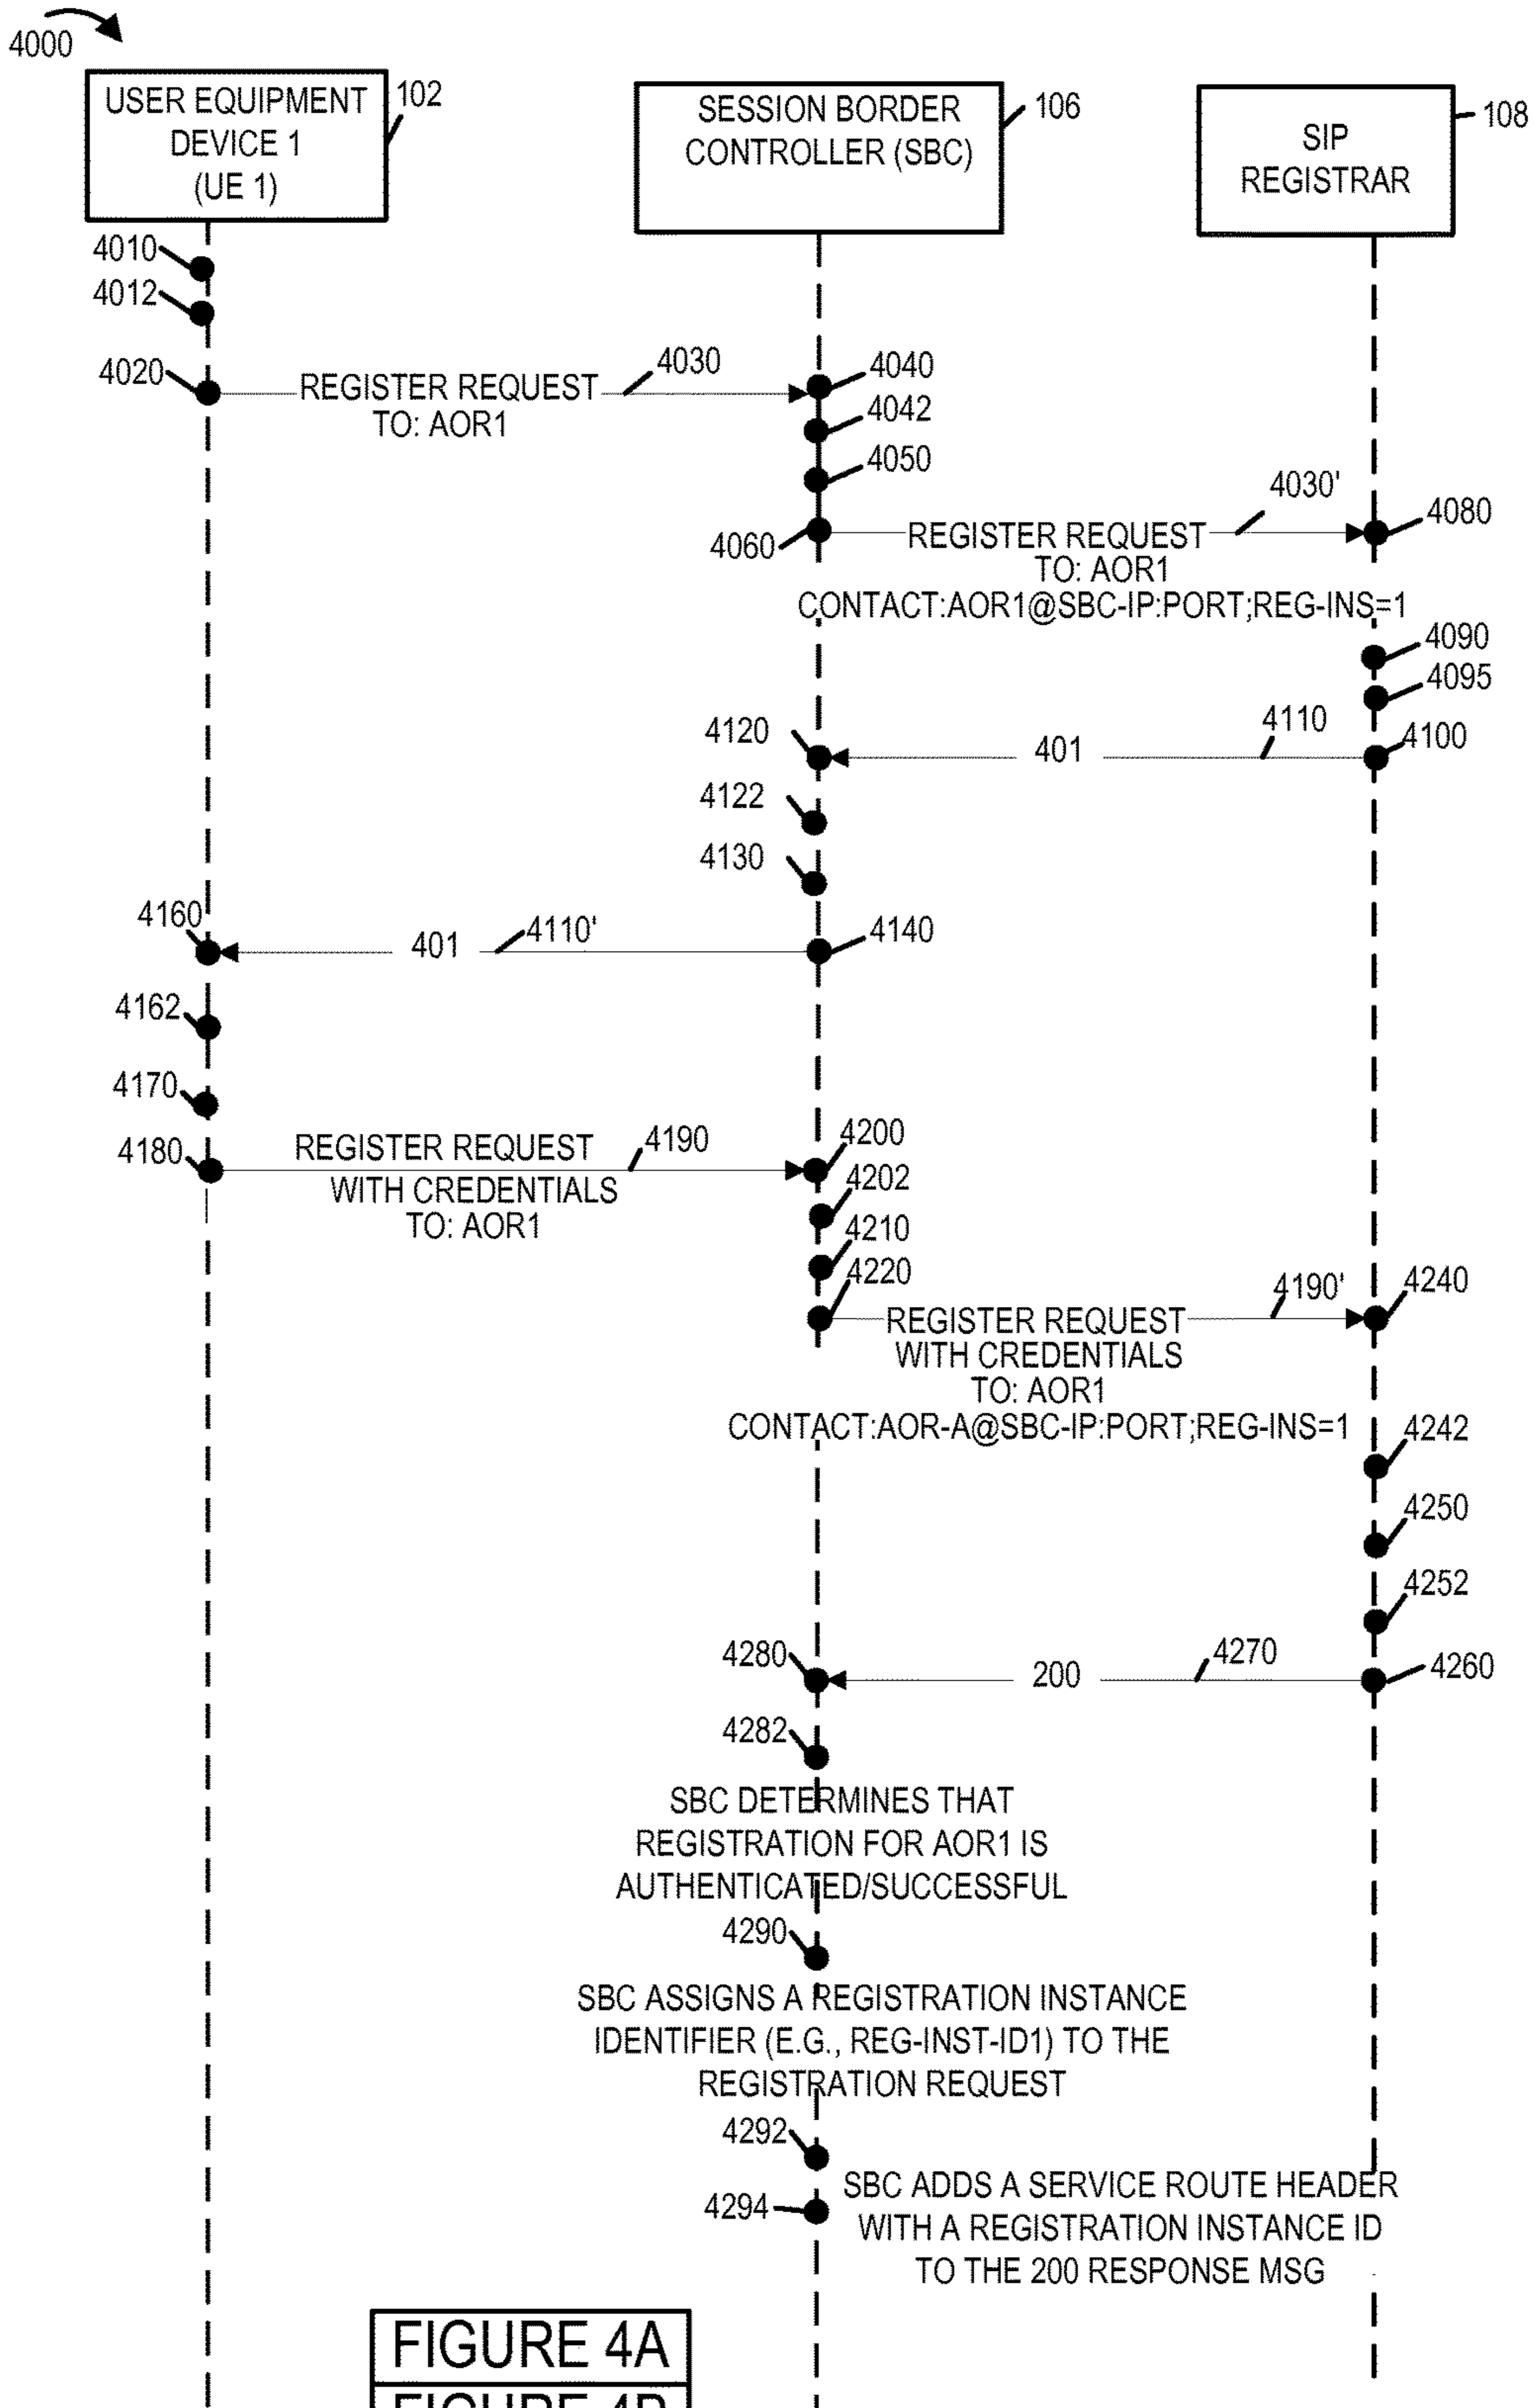 4000
USER EQUIPMENT
DEVICE 1
(UE 1)
102
SESSION BORDER
CONTROLLER (SBC)
106
SIP
REGISTRAR
108
4010
4012
4020
REGISTER REQUEST
TO: AOR1
4030
4040
4042
4050
4060
REGISTER REQUEST
TO: AOR1
CONTACT:AOR1@SBC-IP:PORT;REG-INS=1
4030'
4080
4090
4095
4100
4110
401
4120
4122
4130
4140
4110'
401
4160
4162
4170
4180
REGISTER REQUEST
WITH CREDENTIALS
TO: AOR1
4190
4200
4202
4210
4220
REGISTER REQUEST
WITH CREDENTIALS
TO: AOR1
CONTACT:AOR-A@SBC-IP:PORT;REG-INS=1
4190'
4240
4242
4250
4252
4260
4270
200
4280
4282
SBC DETERMINES THAT
REGISTRATION FOR AOR1 IS
AUTHENTICATED/SUCCESSFUL
4290
SBC ASSIGNS A REGISTRATION INSTANCE
IDENTIFIER (E.G., REG-INST-ID1) TO THE
REGISTRATION REQUEST
4292
4294
SBC ADDS A SERVICE ROUTE HEADER
WITH A REGISTRATION INSTANCE ID
TO THE 200 RESPONSE MSG
FIGURE 4A
FIGURE 4B